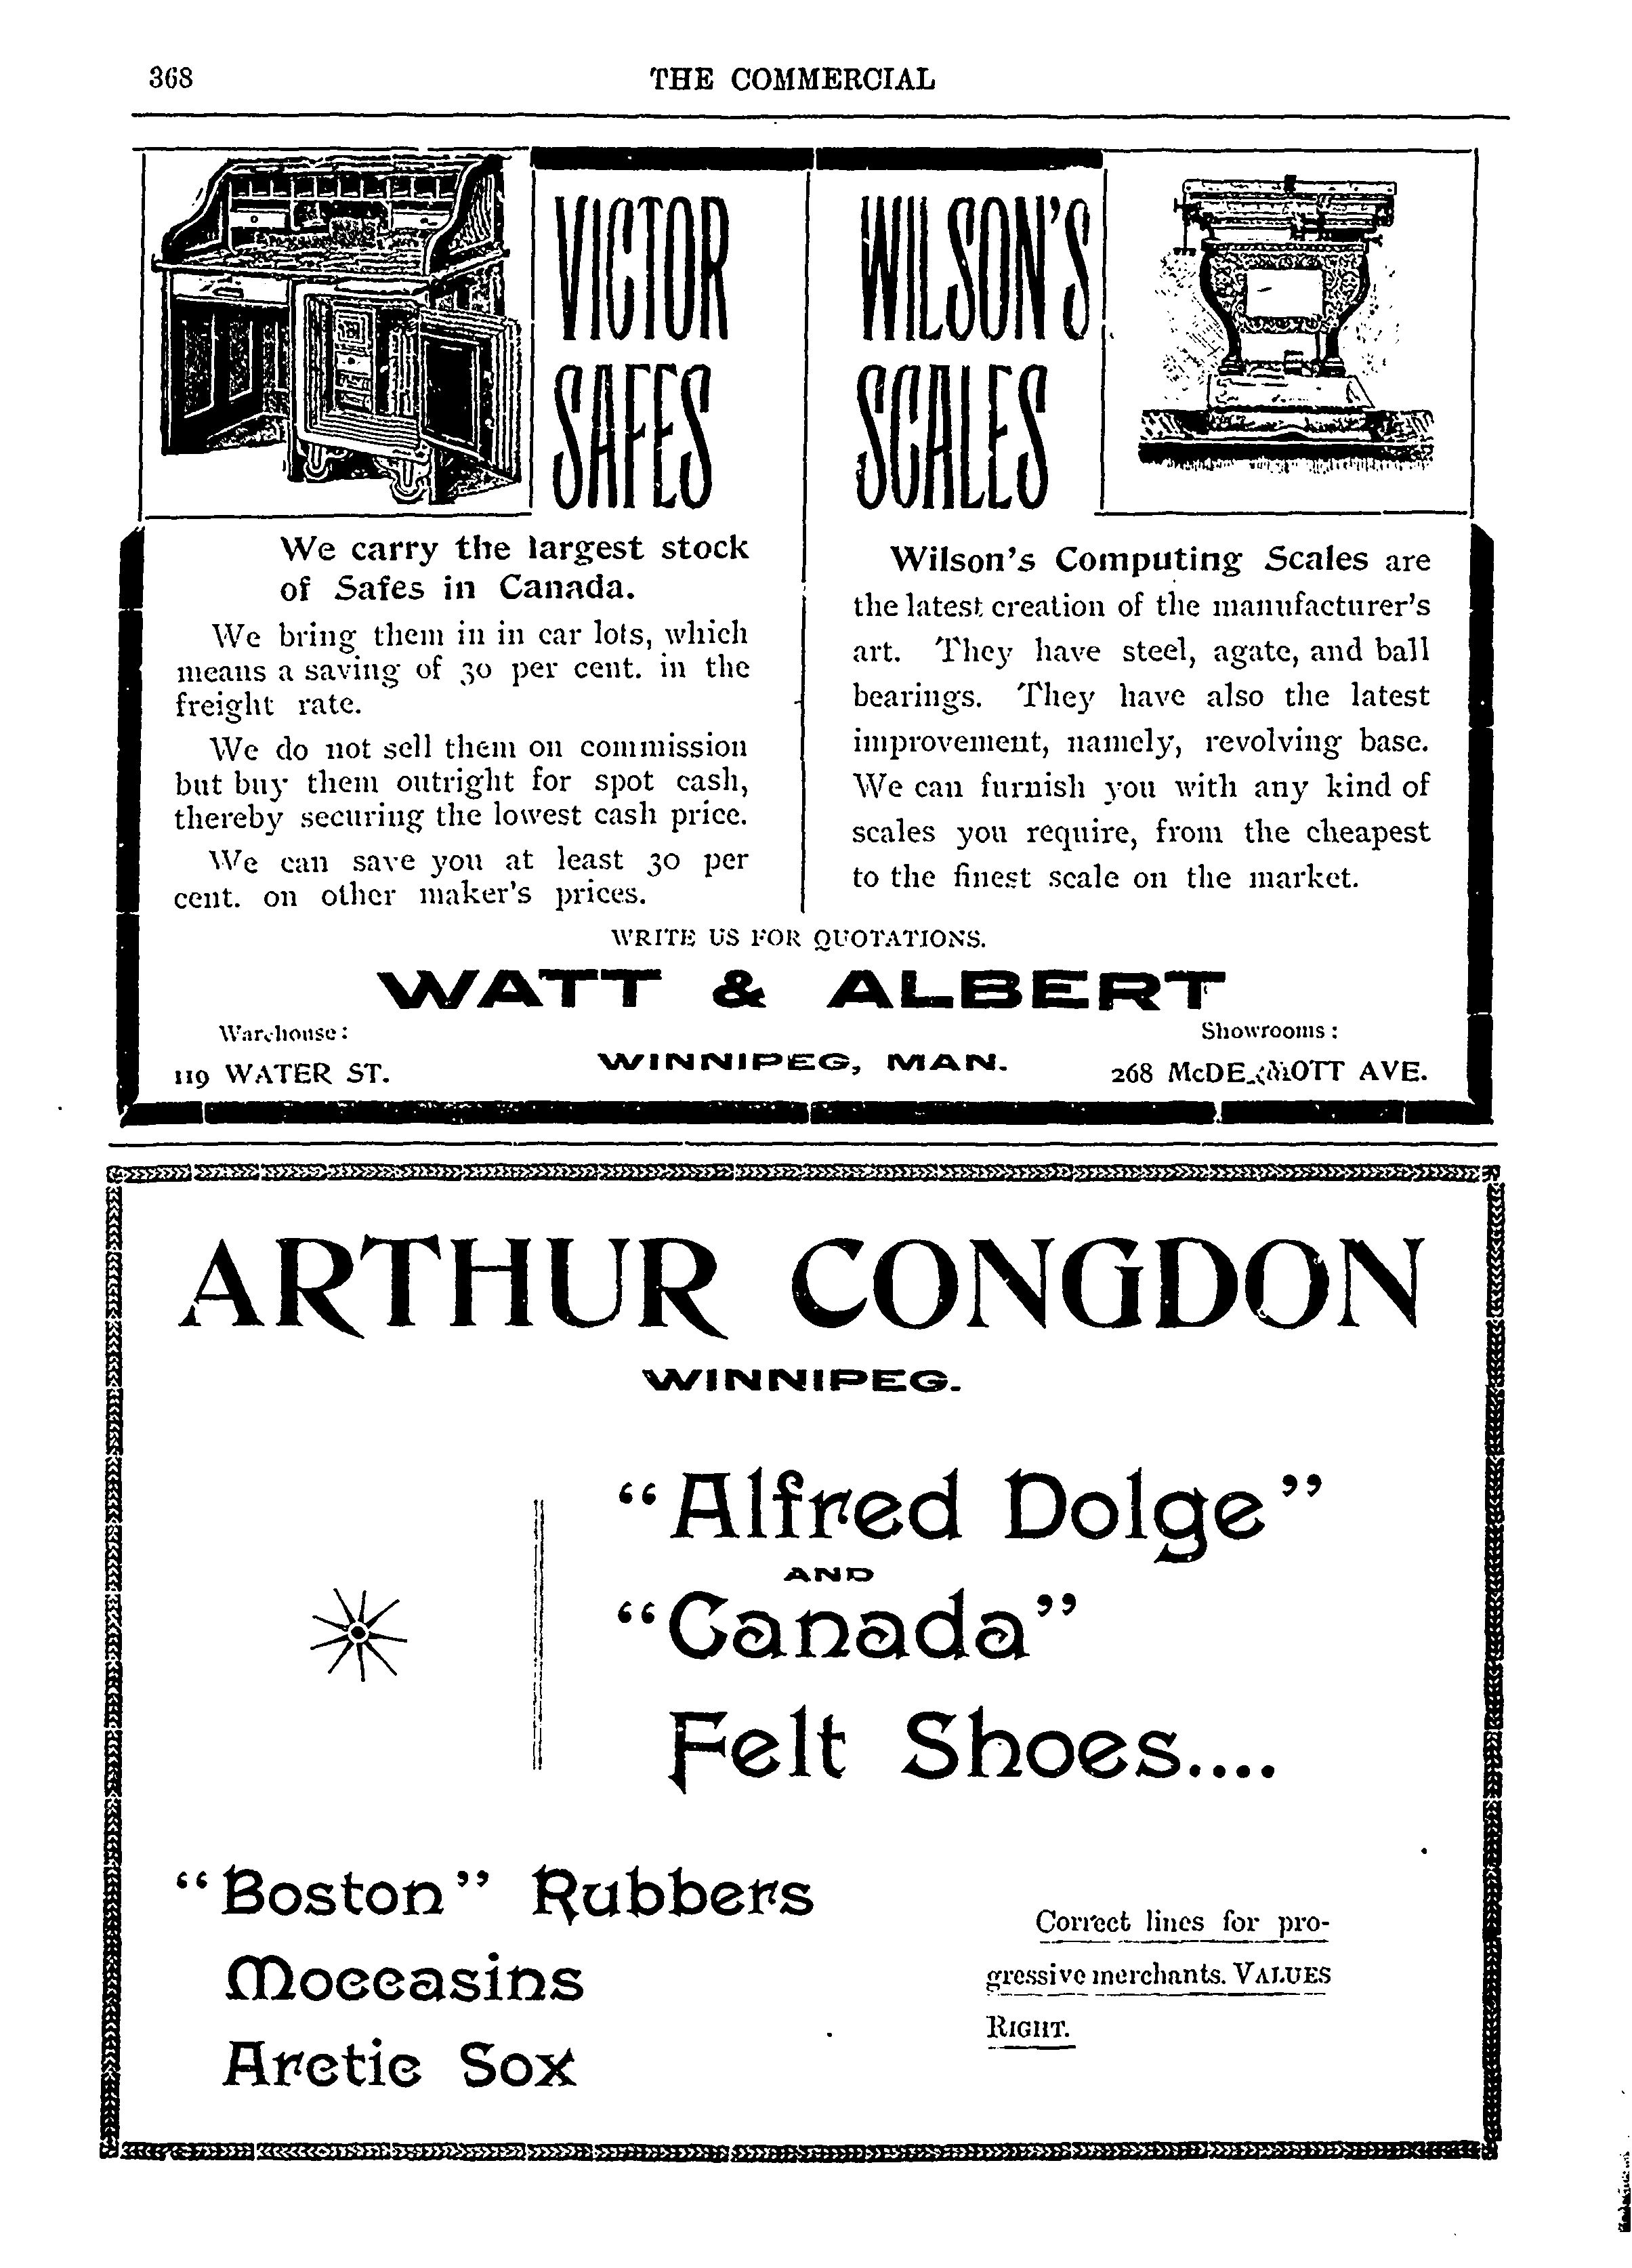 368
THE COMMERCIAL
VICTOR
SAFES
We carry the largest stock
of Safes in Canada.
We bring them in in car lots, which
means a saving of 30 per cent. in the
freight rate.
We do not sell them on commission
but buy them outright for spot cash,
thereby securing the lowest cash price.
We can save you at least 30 per
cent. on other maker's prices.
WILSON'S
SCALES
Wilson's Computing Scales are
the latest creation of the manufacturer's
art. They have steel, agate, and ball
bearings. They have also the latest
improvement, namely, revolving base.
We can furnish you with any kind of
scales you require, from the cheapest
to the finest scale on the market.
WRITE US FOR QUOTATIONS.
WATT & ALBERT
Warehouse:
119 WATER ST.
WINNIPEG, MAN.
Showrooms:
268 McDERMOTT AVE.
ARTHUR CONGDON
WINNIPEG.
"Alfred Dolge"
AND
"Canada"
Felt Shoes....
"Boston" Rubbers
Moccasins
Arctic Sox
Correct lines for pro-
gressive merchants. VALUES
RIGHT.